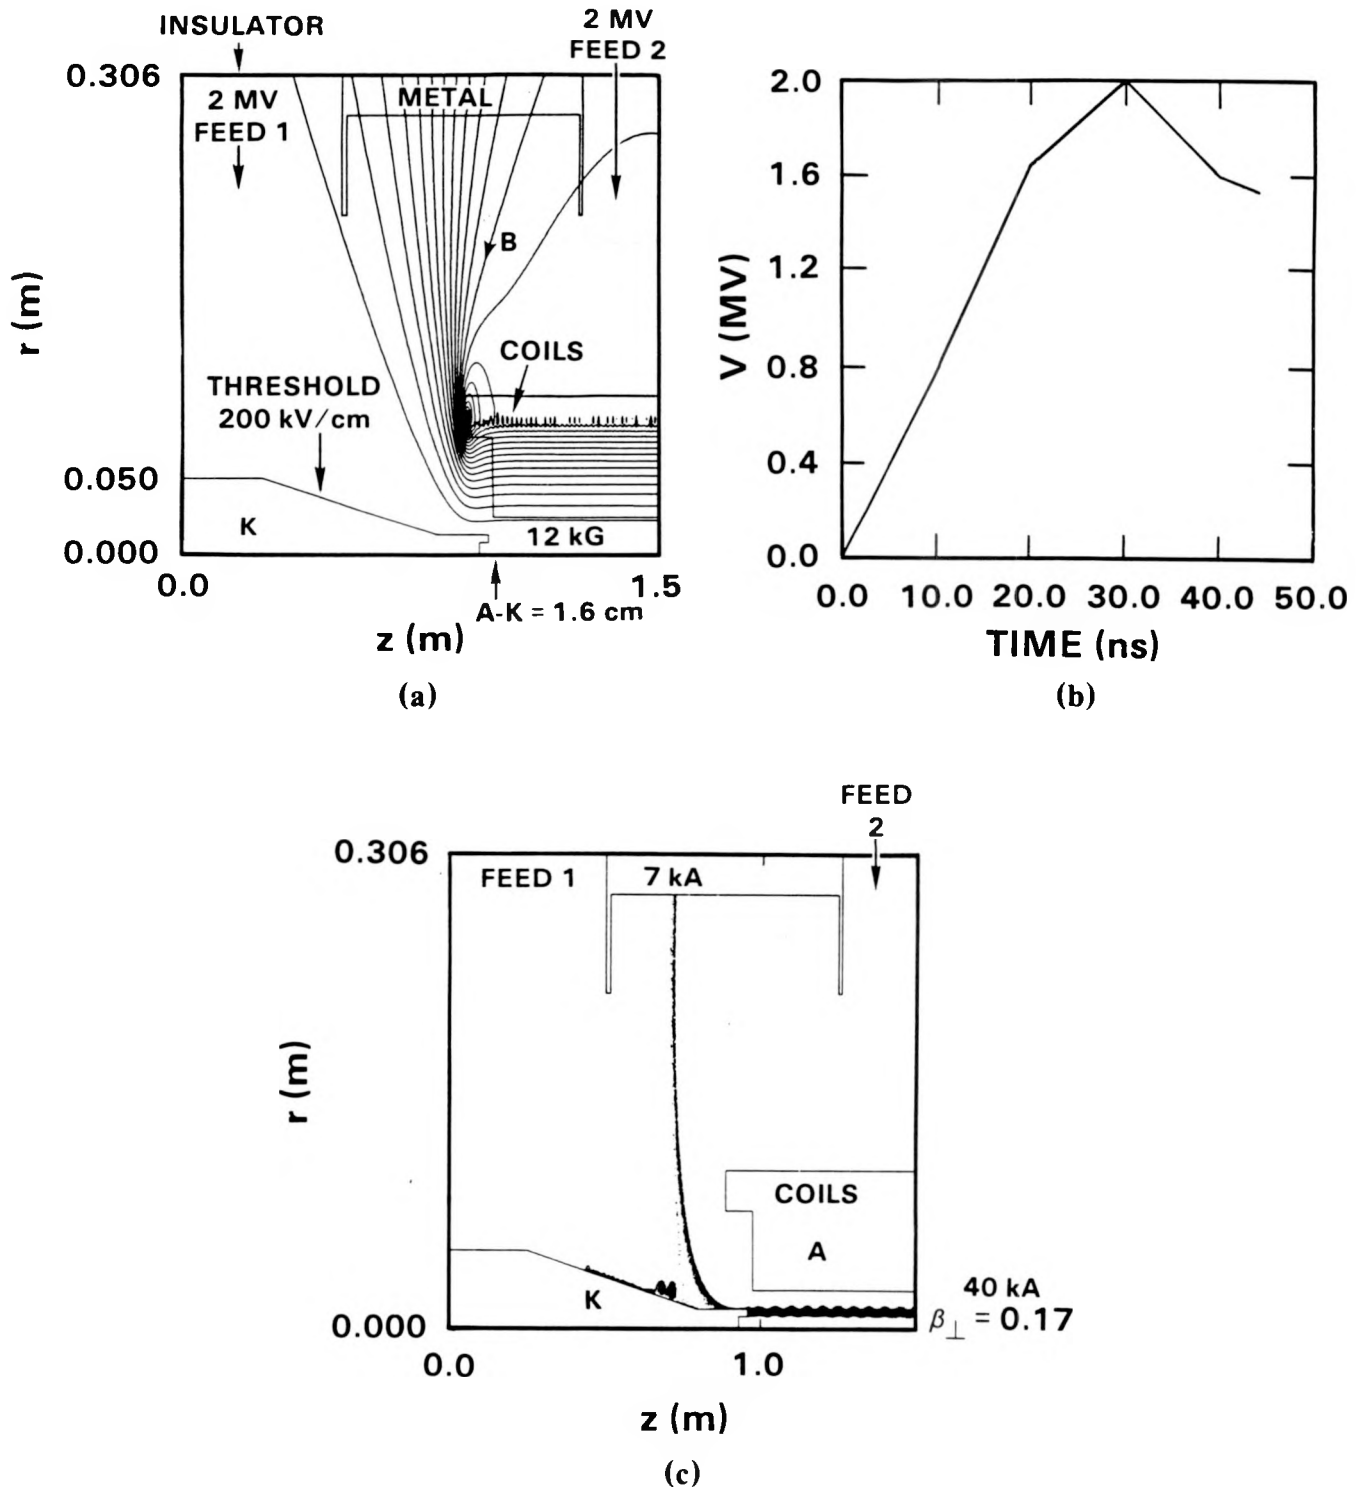 INSULATOR
2 MV
FEED 2
0.306
2 MV
FEED 1
METAL
B
COILS
THRESHOLD
200 kV/cm
r (m)
0.050
K
12 kG
0.000
0.0
1.5
A-K = 1.6 cm
z (m)
(a)
2.0
1.6
1.2
V (MV)
0.8
0.4
0.0
0.0 10.0 20.0 30.0 40.0 50.0
TIME (ns)
(b)
FEED
2
0.306
FEED 1
7 kA
r (m)
COILS
A
K
40 kA
β⊥ = 0.17
0.000
0.0
1.0
z (m)
(c)